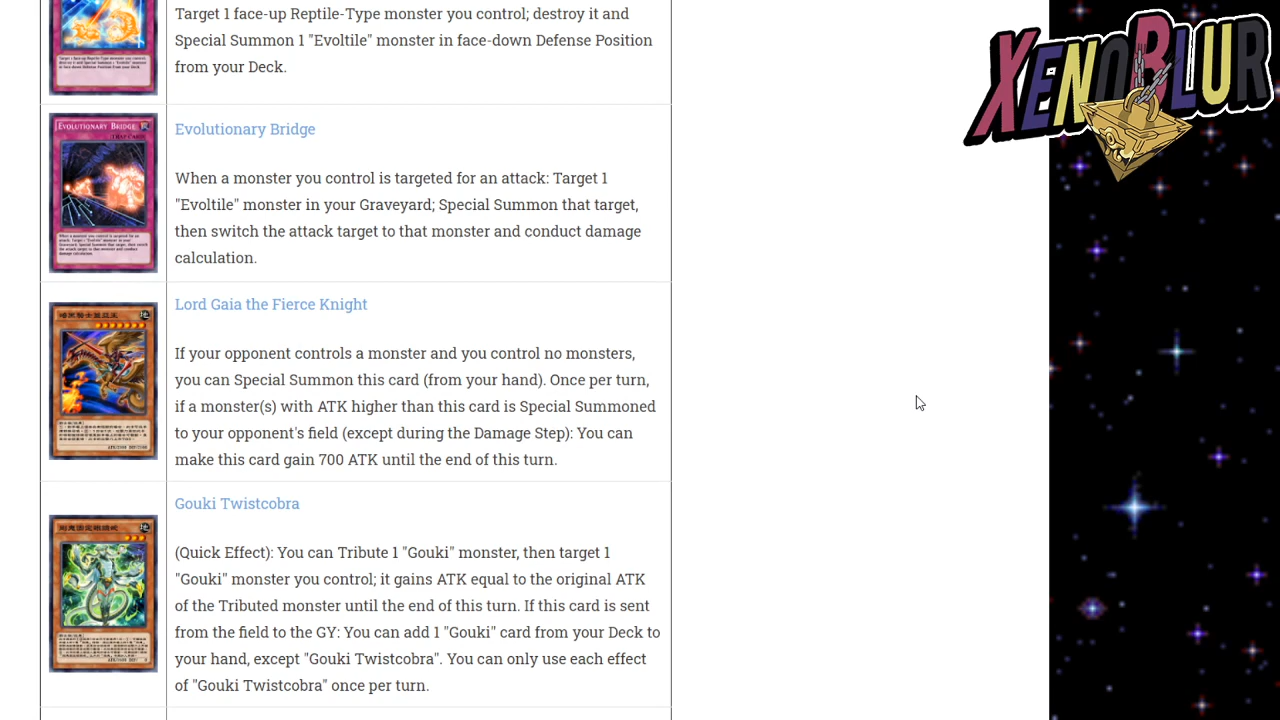 Target 1 face-up Reptile-Type monster you control; destroy it and
Special Summon 1 "Evoltile" monster in face-down Defense Position
from your Deck.
EVOLUTIONARY BRIDGE
Evolutionary Bridge
When a monster you control is targeted for an attack: Target 1
"Evoltile" monster in your Graveyard; Special Summon that target,
then switch the attack target to that monster and conduct damage
calculation.
Lord Gaia the Fierce Knight
If your opponent controls a monster and you control no monsters,
you can Special Summon this card (from your hand). Once per turn,
if a monster(s) with ATK higher than this card is Special Summoned
to your opponent's field (except during the Damage Step): You can
make this card gain 700 ATK until the end of this turn.
Gouki Twistcobra
(Quick Effect): You can Tribute 1 "Gouki" monster, then target 1
"Gouki" monster you control; it gains ATK equal to the original ATK
of the Tributed monster until the end of this turn. If this card is sent
from the field to the GY: You can add 1 "Gouki" card from your Deck to
your hand, except "Gouki Twistcobra". You can only use each effect
of "Gouki Twistcobra" once per turn.
XENOBLUR